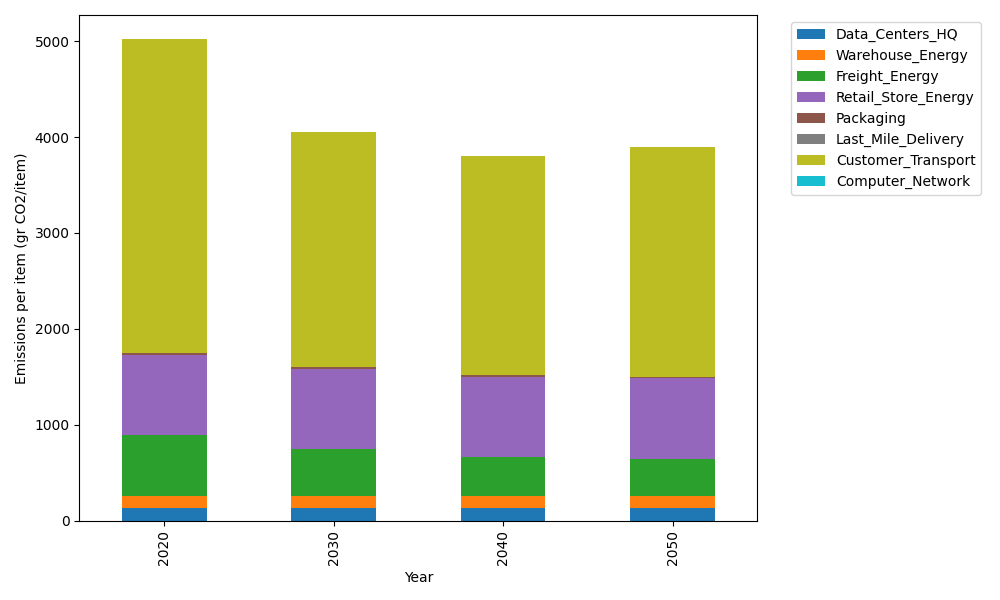 5000
4000
3000
2000
1000
0
Emissions per item (gr CO2/item)
2020
2030
2040
2050
Year
Data_Centers_HQ
Warehouse_Energy
Freight_Energy
Retail_Store_Energy
Packaging
Last_Mile_Delivery
Customer_Transport
Computer_Network